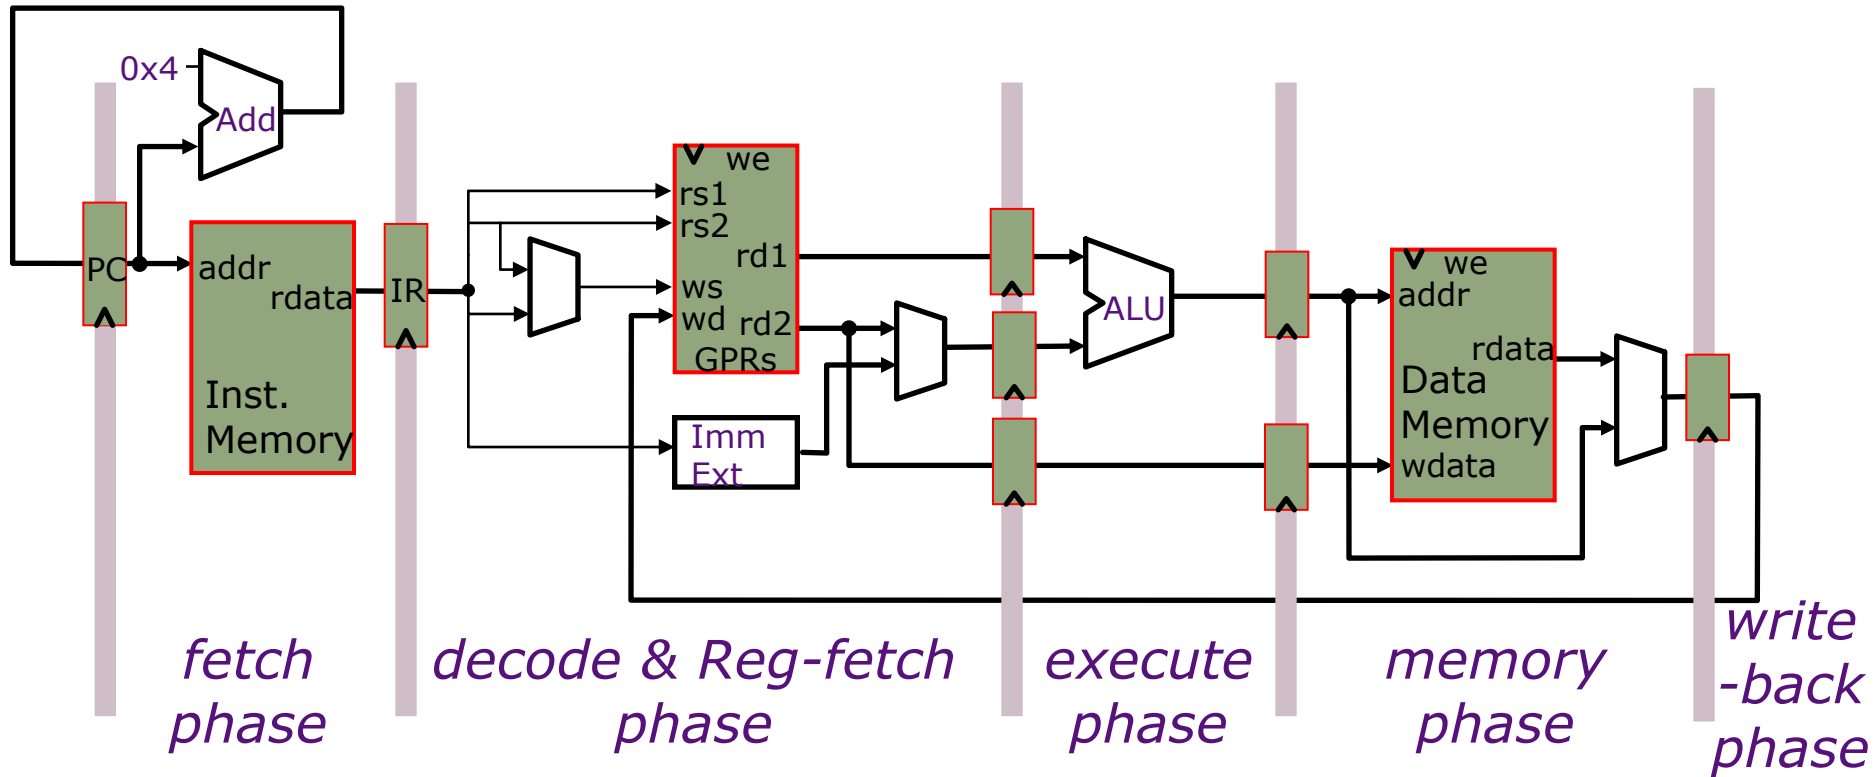 0x4
Add
PC
addr
rdata
Inst.
Memory
IR
we
rs1
rs2
rd1
ws
wd
rd2
GPRs
Imm
Ext
ALU
we
addr
rdata
Data
Memory
wdata
fetch
phase
decode & Reg-fetch
phase
execute
phase
memory
phase
write
-back
phase